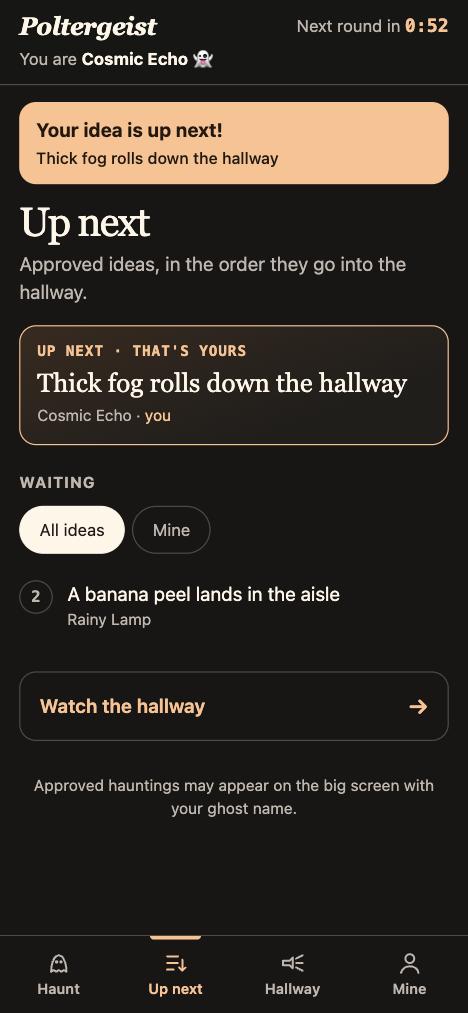 Poltergeist
Next round in 0:52
You are Cosmic Echo 👻
Your idea is up next!
Thick fog rolls down the hallway
Up next
Approved ideas, in the order they go into the
hallway.
UP NEXT · THAT'S YOURS
Thick fog rolls down the hallway
Cosmic Echo · you
WAITING
All ideas
Mine
2
A banana peel lands in the aisle
Rainy Lamp
Watch the hallway →
Approved hauntings may appear on the big screen with
your ghost name.
Haunt
Up next
Hallway
Mine